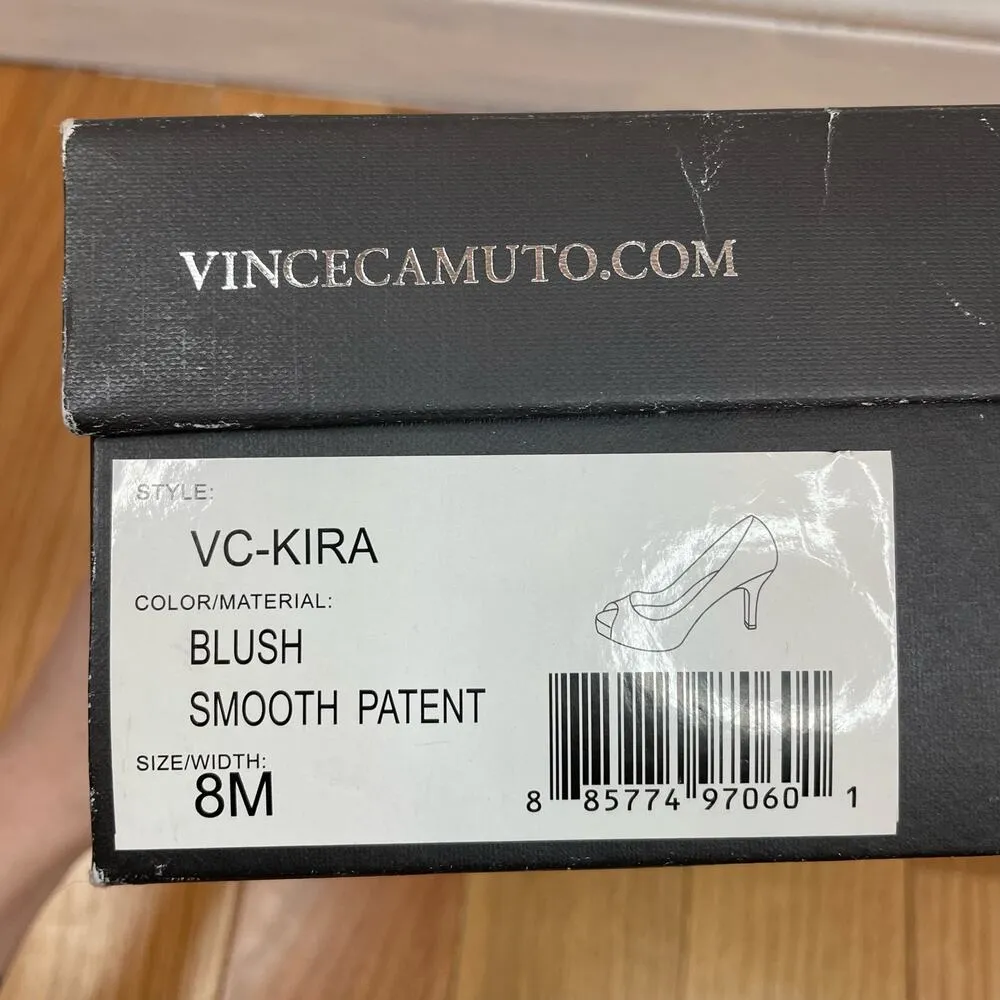 VINCECAMUTO.COM
STYLE:
VC-KIRA
COLOR/MATERIAL:
BLUSH
SMOOTH PATENT
SIZE/WIDTH:
8M
8 85774 97060 1